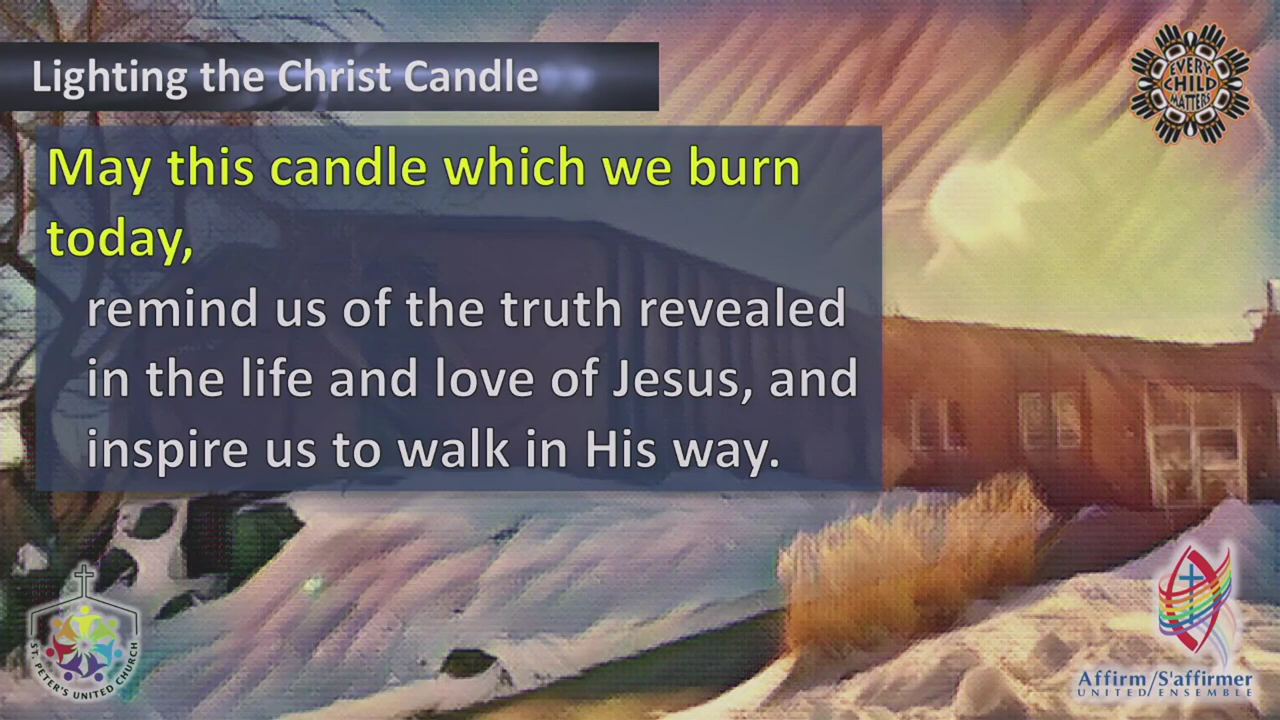 Lighting the Christ Candle
EVERY
CHILD
MATTERS
May this candle which we burn
today,
remind us of the truth revealed
in the life and love of Jesus, and
inspire us to walk in His way.
ST. PETER'S UNITED CHURCH
Affirm/S'affirmer
UNITED/ENSEMBLE